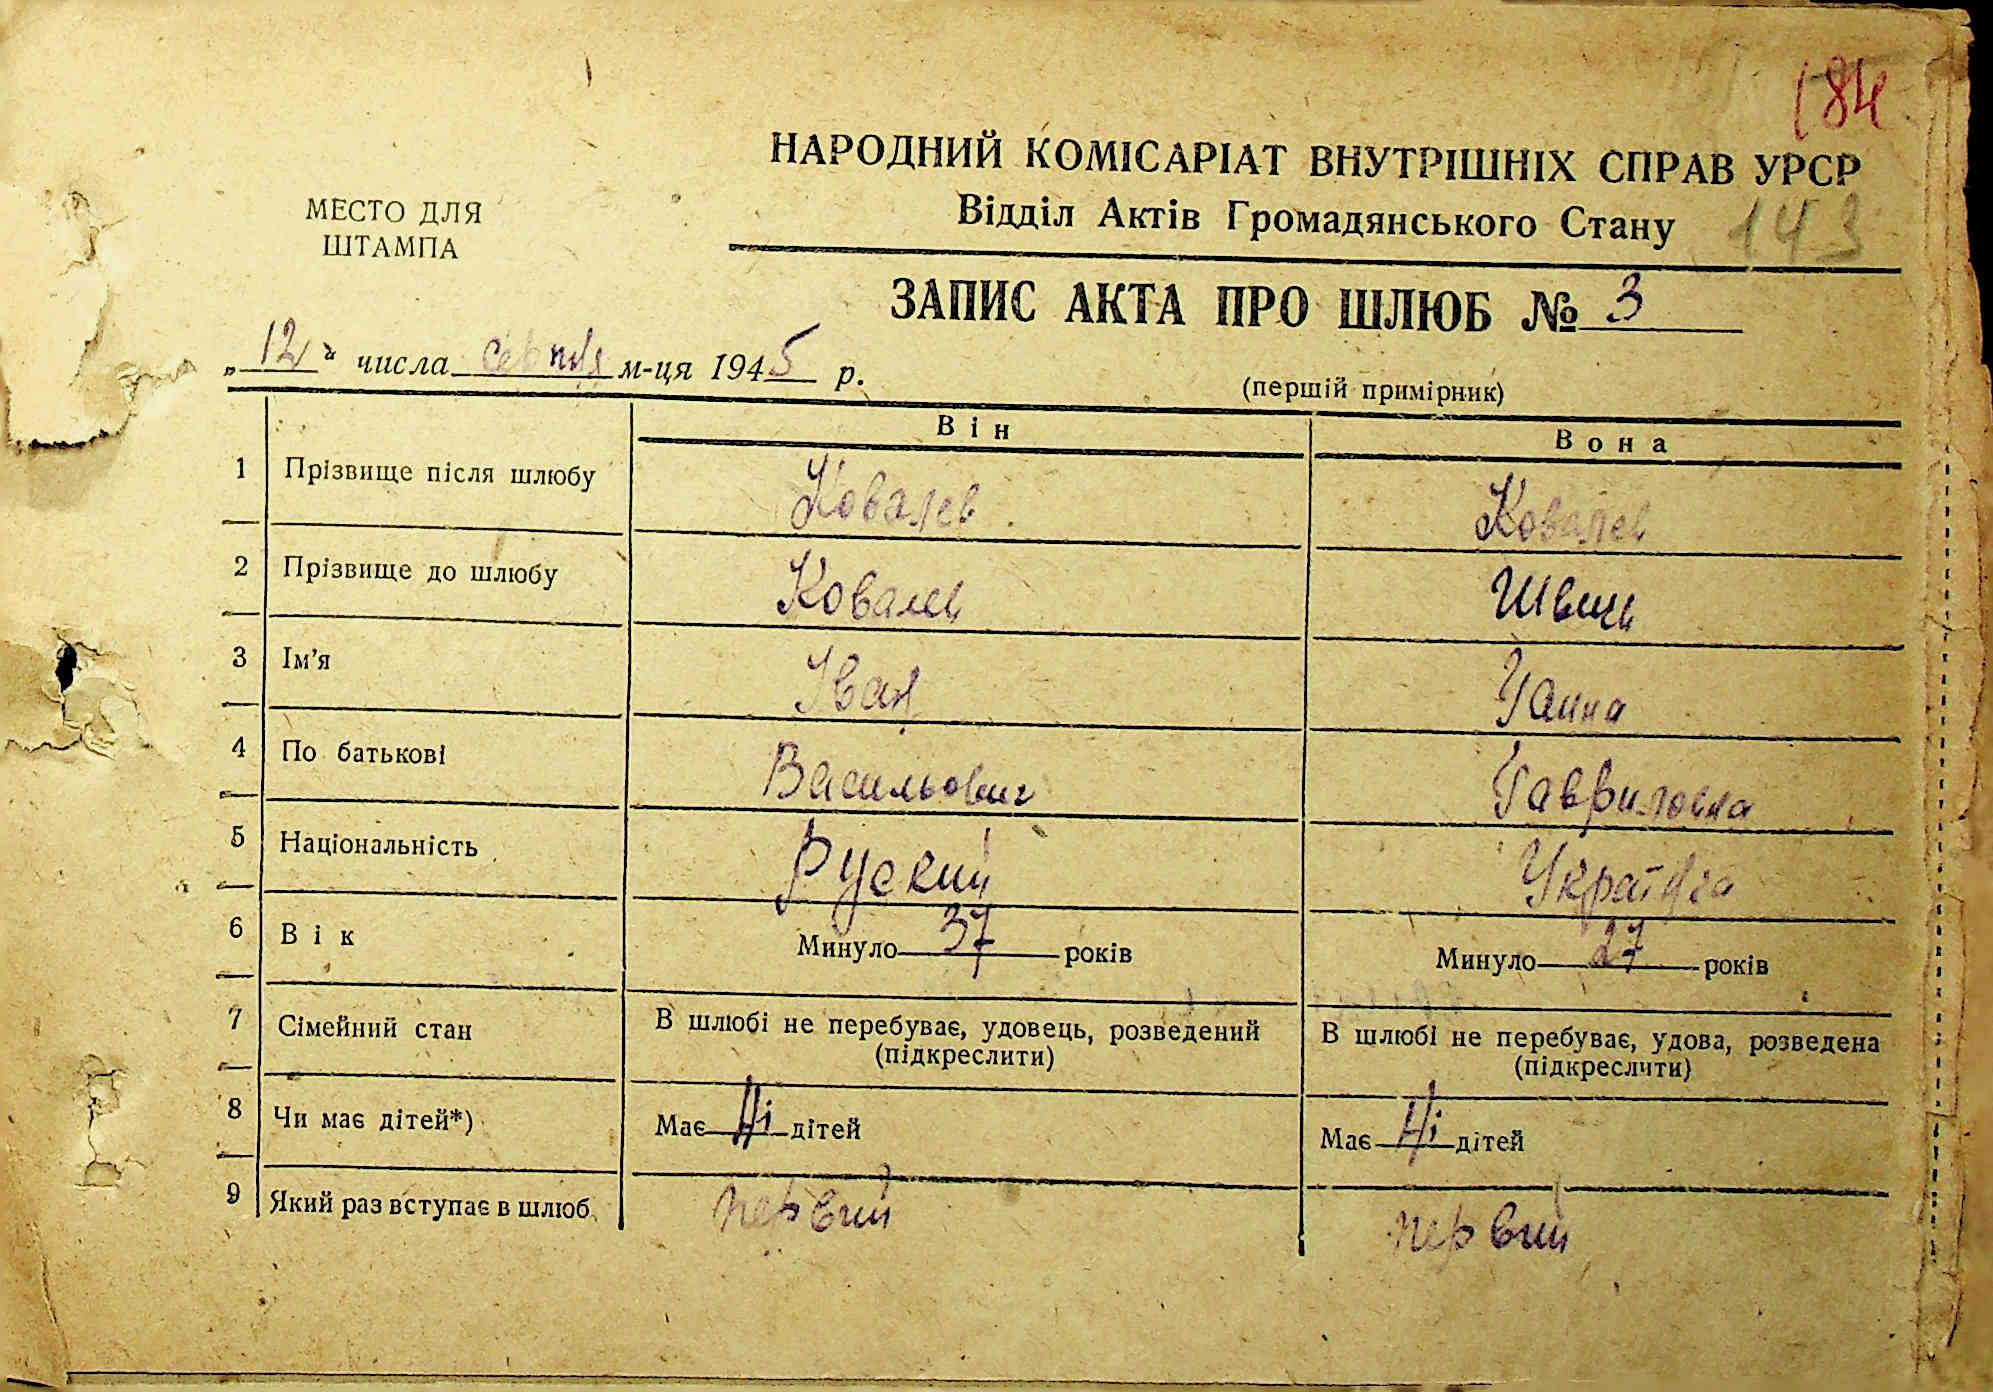 184
НАРОДНИЙ КОМІСАРІАТ ВНУТРІШНІХ СПРАВ УРСР
Відділ Актів Громадянського Стану 143
МЕСТО ДЛЯ
ШТАМПА
ЗАПИС АКТА ПРО ШЛЮБ № 3
„12“ числа серпня м-ця 1945 р.
(перший примірник)
Він Вона
1 Прізвище після шлюбу Ковалев Ковалев
2 Прізвище до шлюбу Ковалев Швець
3 Ім'я Іван Ганна
4 По батькові Васильович Гавриловна
5 Національність Руский Українка
6 Вік Минуло 37 років Минуло 27 років
7 Сімейний стан В шлюбі не перебуває, удовець, розведений (підкреслити) В шлюбі не перебуває, удова, розведена (підкреслити)
8 Чи має дітей*) Має Ні дітей Має Ні дітей
9 Який раз вступає в шлюб первий первий